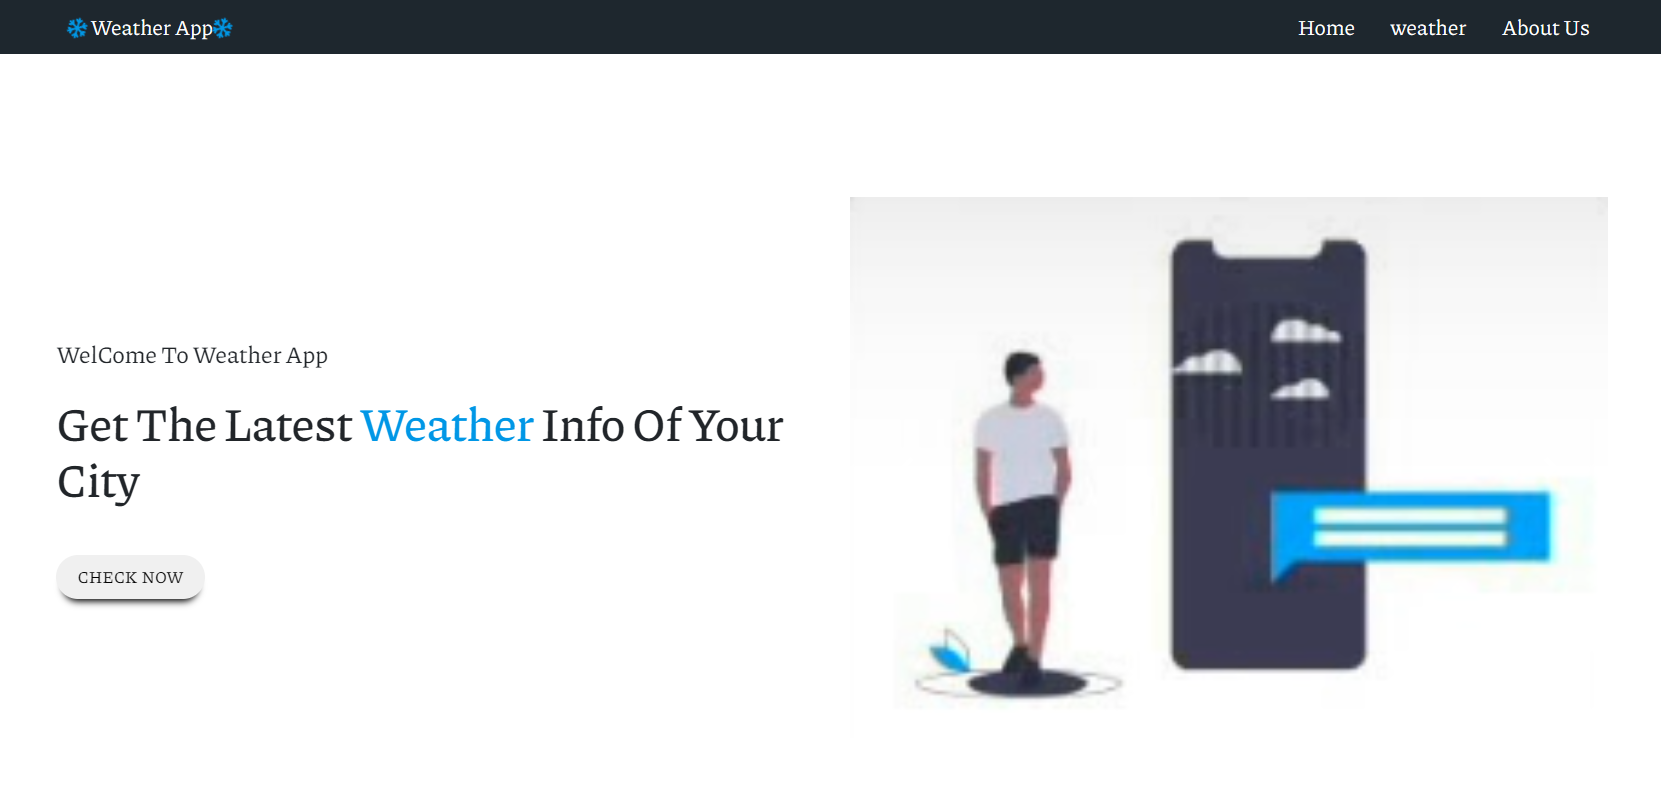 Weather App
Home weather About Us
WelCome To Weather App
Get The Latest Weather Info Of Your
City
CHECK NOW